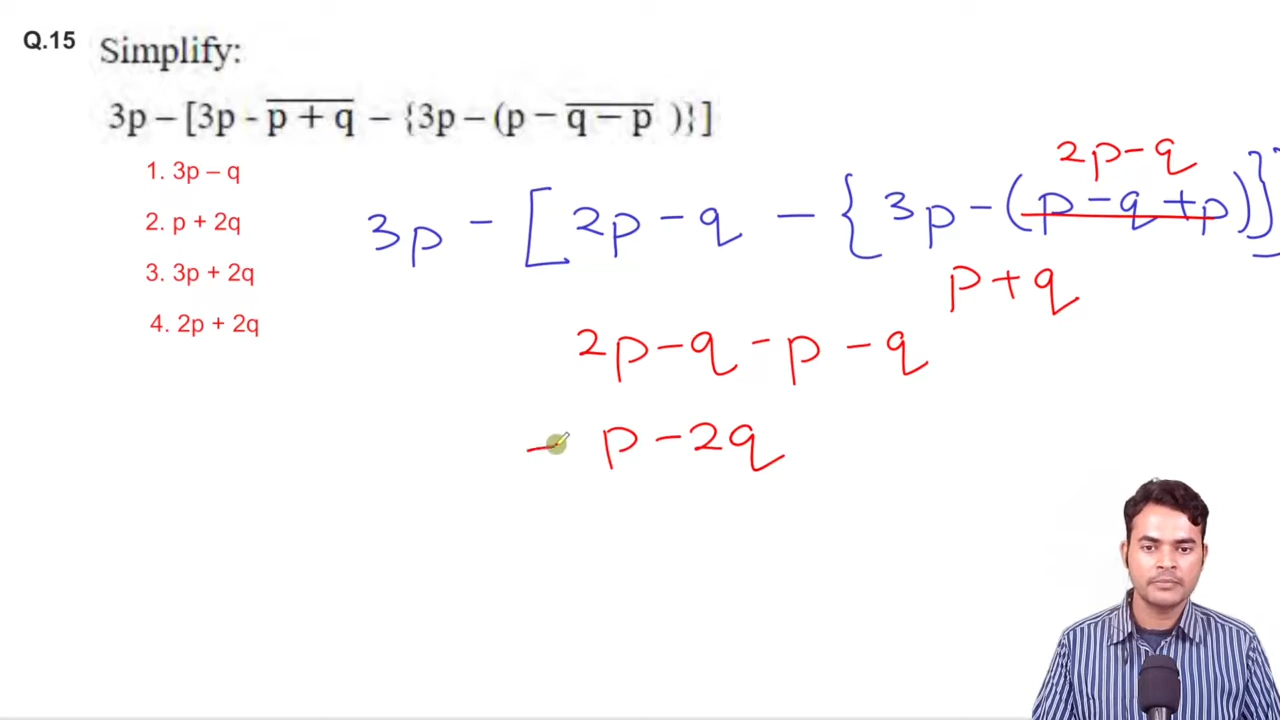 Q.15 Simplify:
3p – [3p - p + q – {3p – (p – q – p )}]
1. 3p – q
2. p + 2q
3. 3p + 2q
4. 2p + 2q
2p - q
3p - [ 2p - q - { 3p - ( p - q + p ) } ]
p + q
2p - q - p - q
- p - 2q